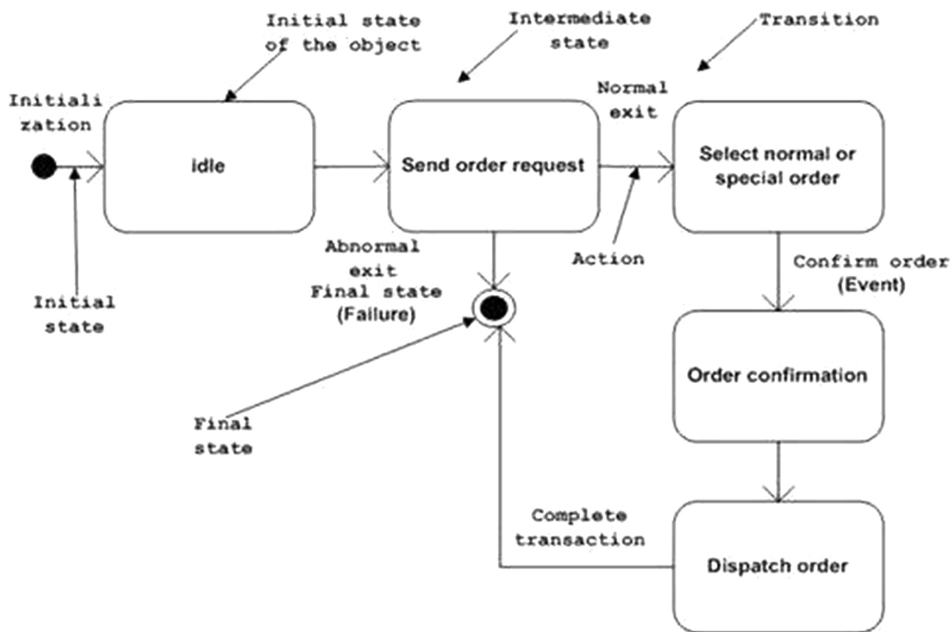 Initial state
of the object
Intermediate
state
Transition
Initiali
zation
Normal
exit
idle
Send order request
Select normal or
special order
Abnormal
exit
Final state
(Failure)
Action
Confirm order
(Event)
Initial
state
Order confirmation
Final
state
Complete
transaction
Dispatch order